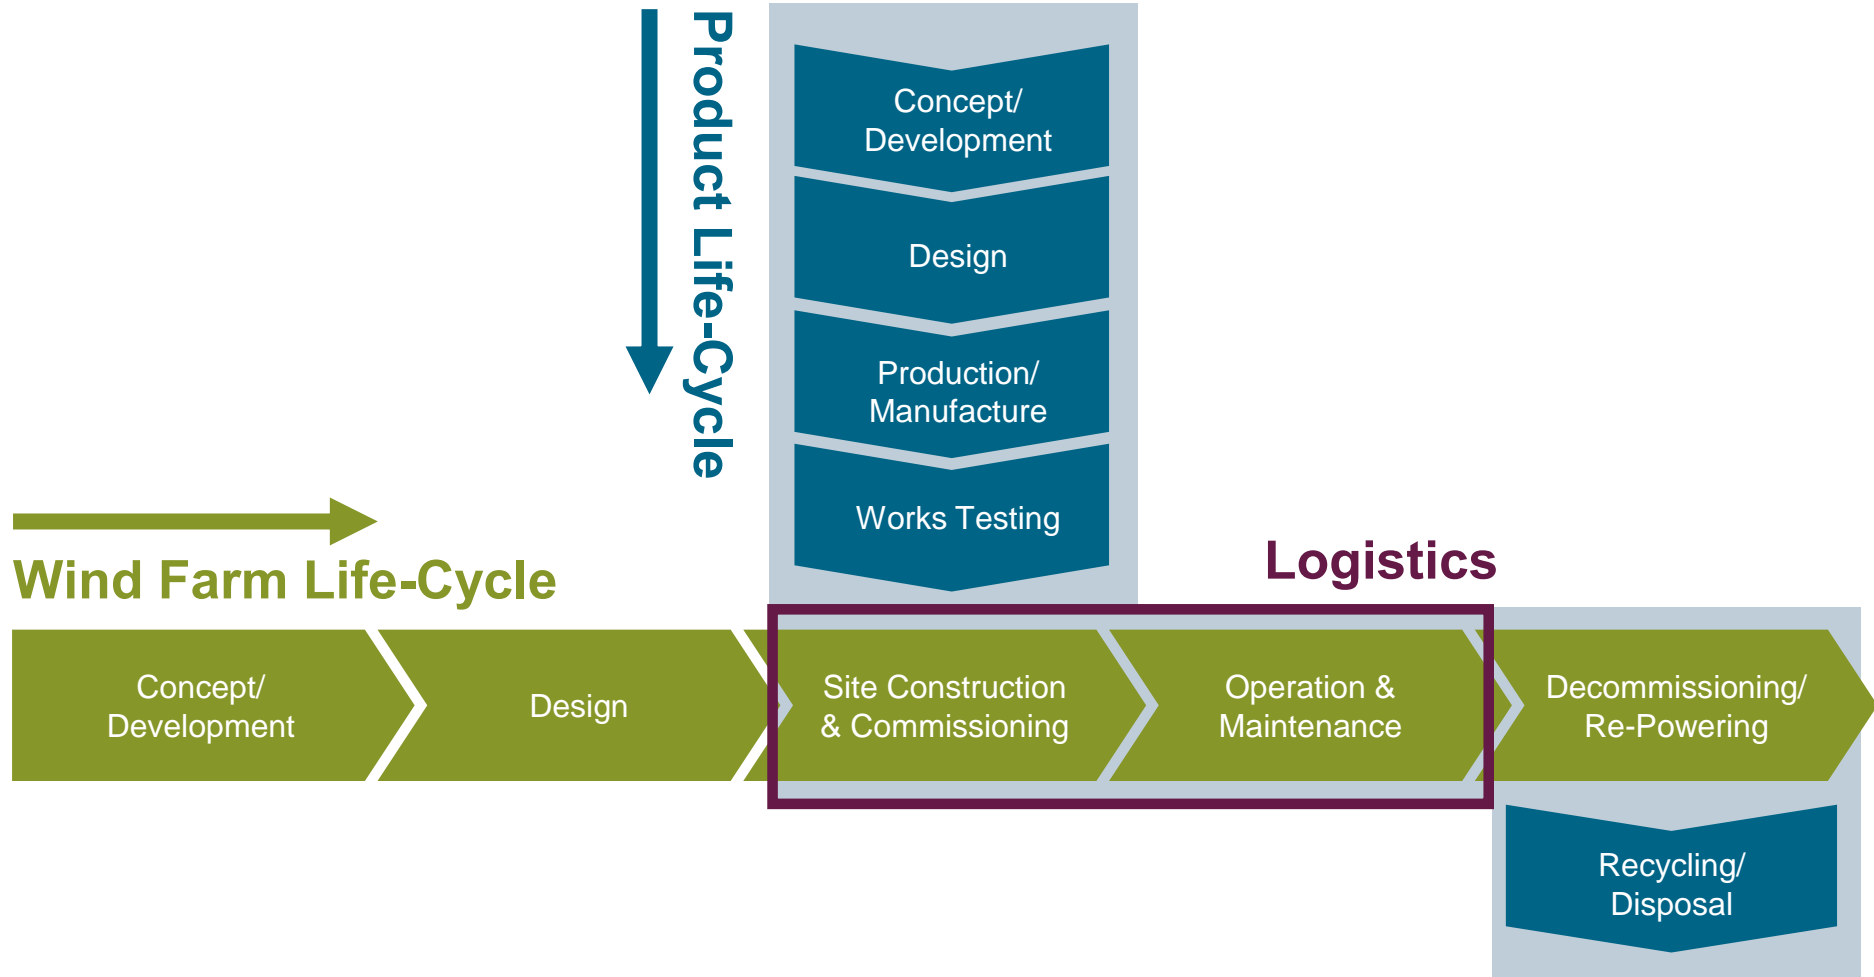 Product Life-Cycle
Concept/
Development
Design
Production/
Manufacture
Works Testing
Wind Farm Life-Cycle
Logistics
Concept/
Development
Design
Site Construction
& Commissioning
Operation &
Maintenance
Decommissioning/
Re-Powering
Recycling/
Disposal